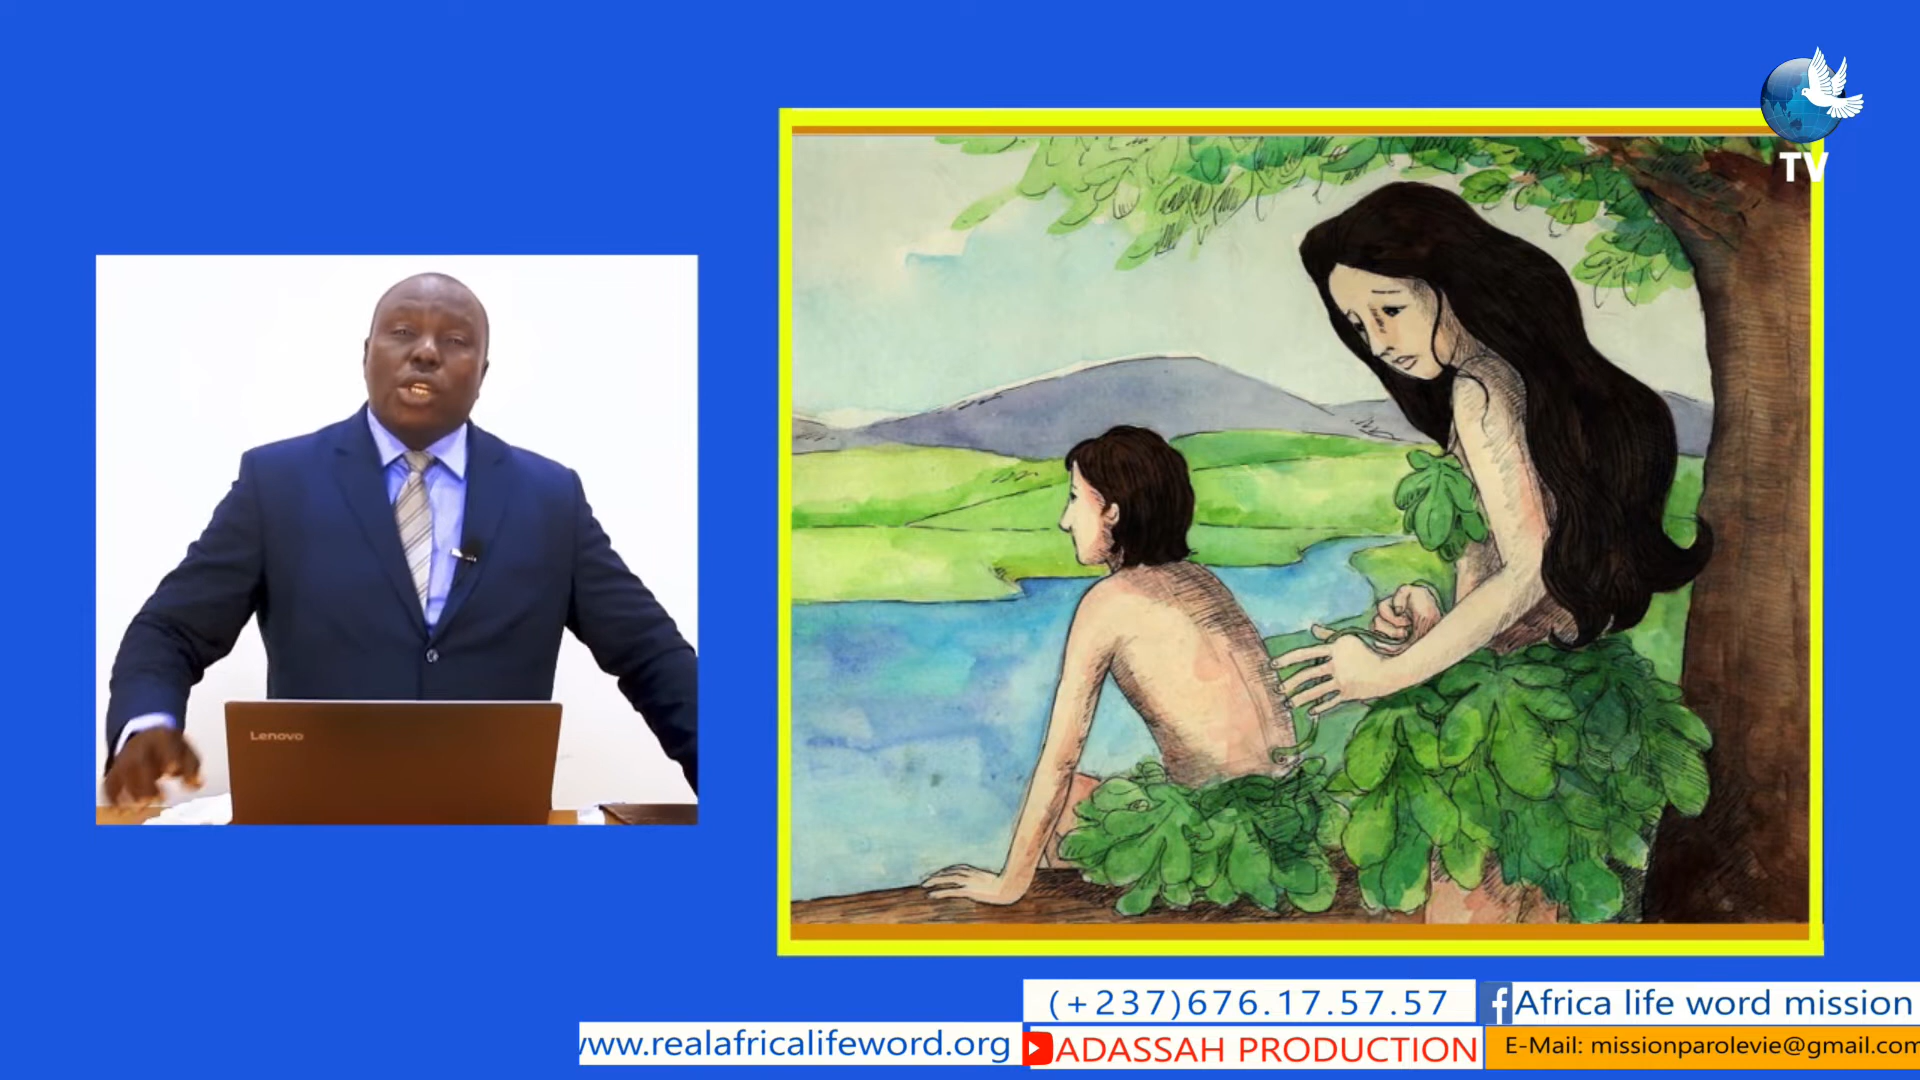 TV
Lenovo
(+237)676.17.57.57
Africa life word mission
www.realafricalifeword.org
ADASSAH PRODUCTION
E-Mail: missionparolevie@gmail.com